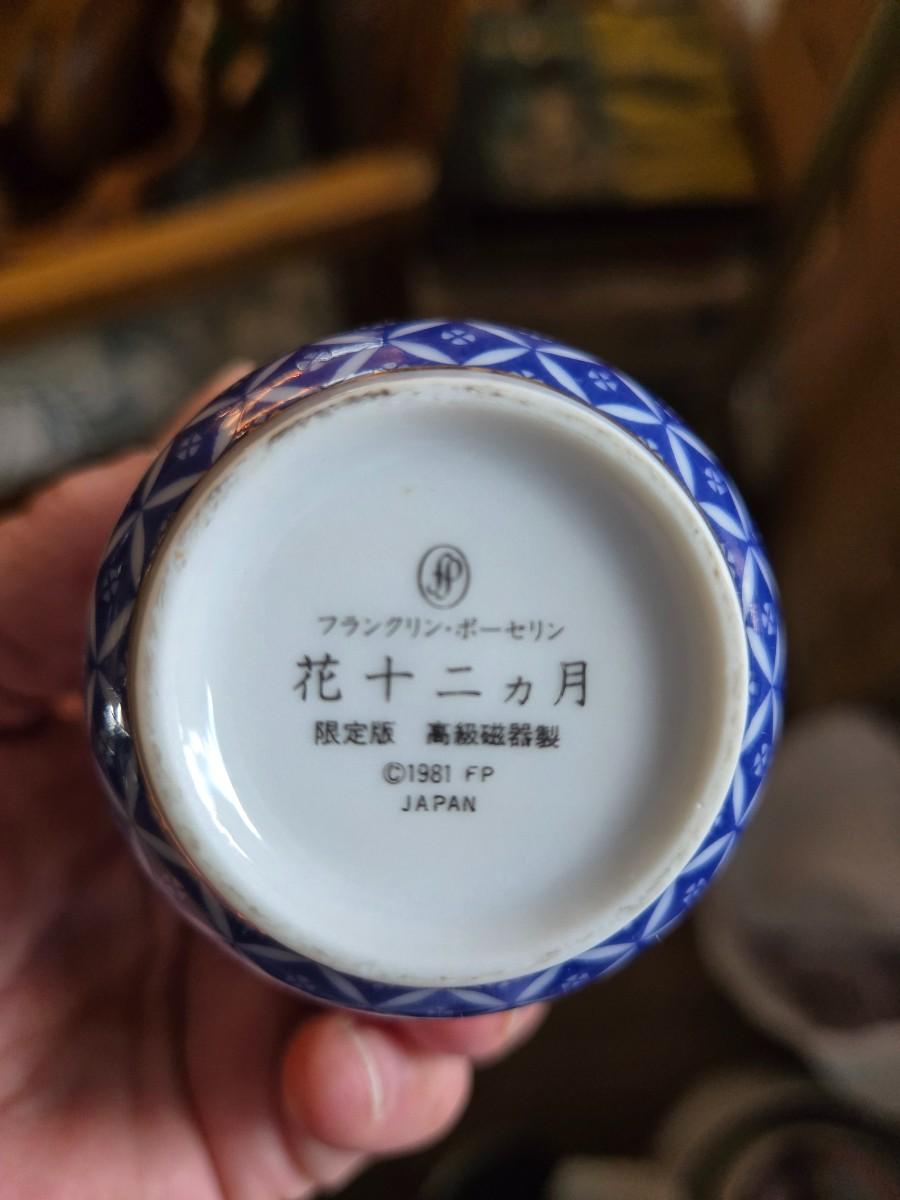 FP
フランクリン・ポーセリン
花十二ヵ月
限定版 高級磁器製
©1981 FP
JAPAN